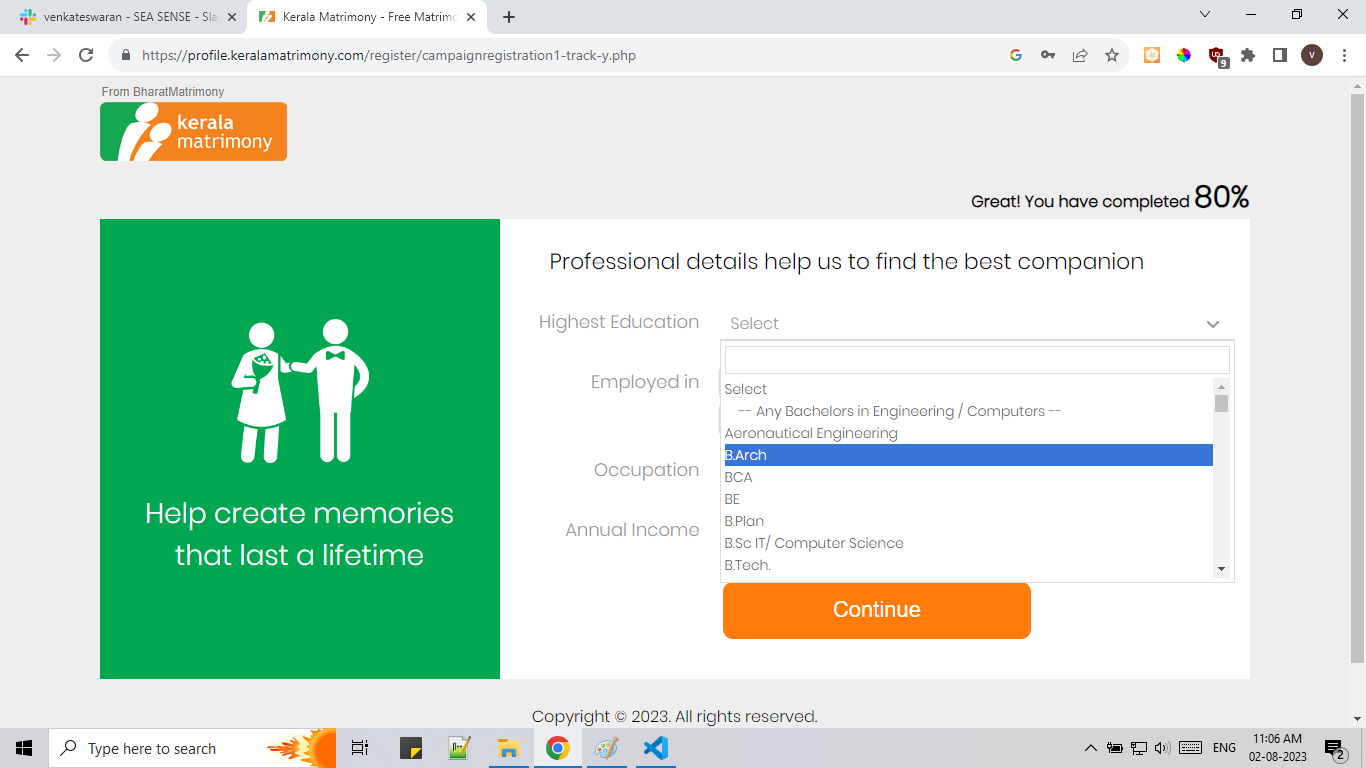 venkateswaran - SEA SENSE - Sla
Kerala Matrimony - Free Matrimo
https://profile.keralamatrimony.com/register/campaignregistration1-track-y.php
9
V
From BharatMatrimony
kerala
matrimony
Great! You have completed 80%
Professional details help us to find the best companion
Highest Education
Select
Select
-- Any Bachelors in Engineering / Computers --
Aeronautical Engineering
B.Arch
BCA
BE
B.Plan
B.Sc IT/ Computer Science
B.Tech.
Employed in
Occupation
Annual Income
Continue
Help create memories
that last a lifetime
Copyright © 2023. All rights reserved.
Type here to search
ENG
11:06 AM
02-08-2023
2